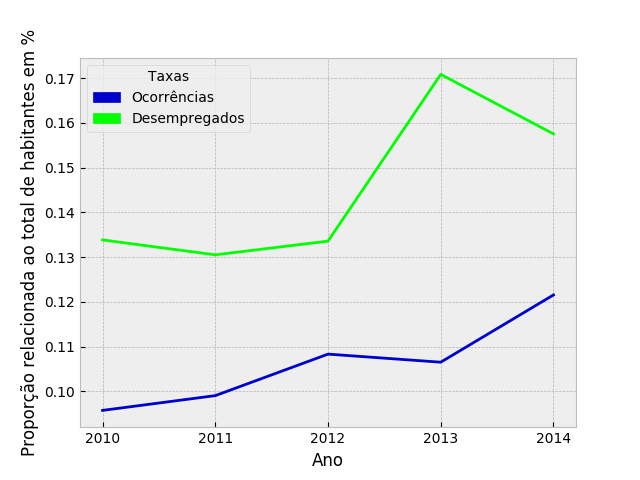 Proporção relacionada ao total de habitantes em %
0.17
0.16
0.15
0.14
0.13
0.12
0.11
0.10
Taxas
Ocorrências
Desempregados
2010 2011 2012 2013 2014
Ano